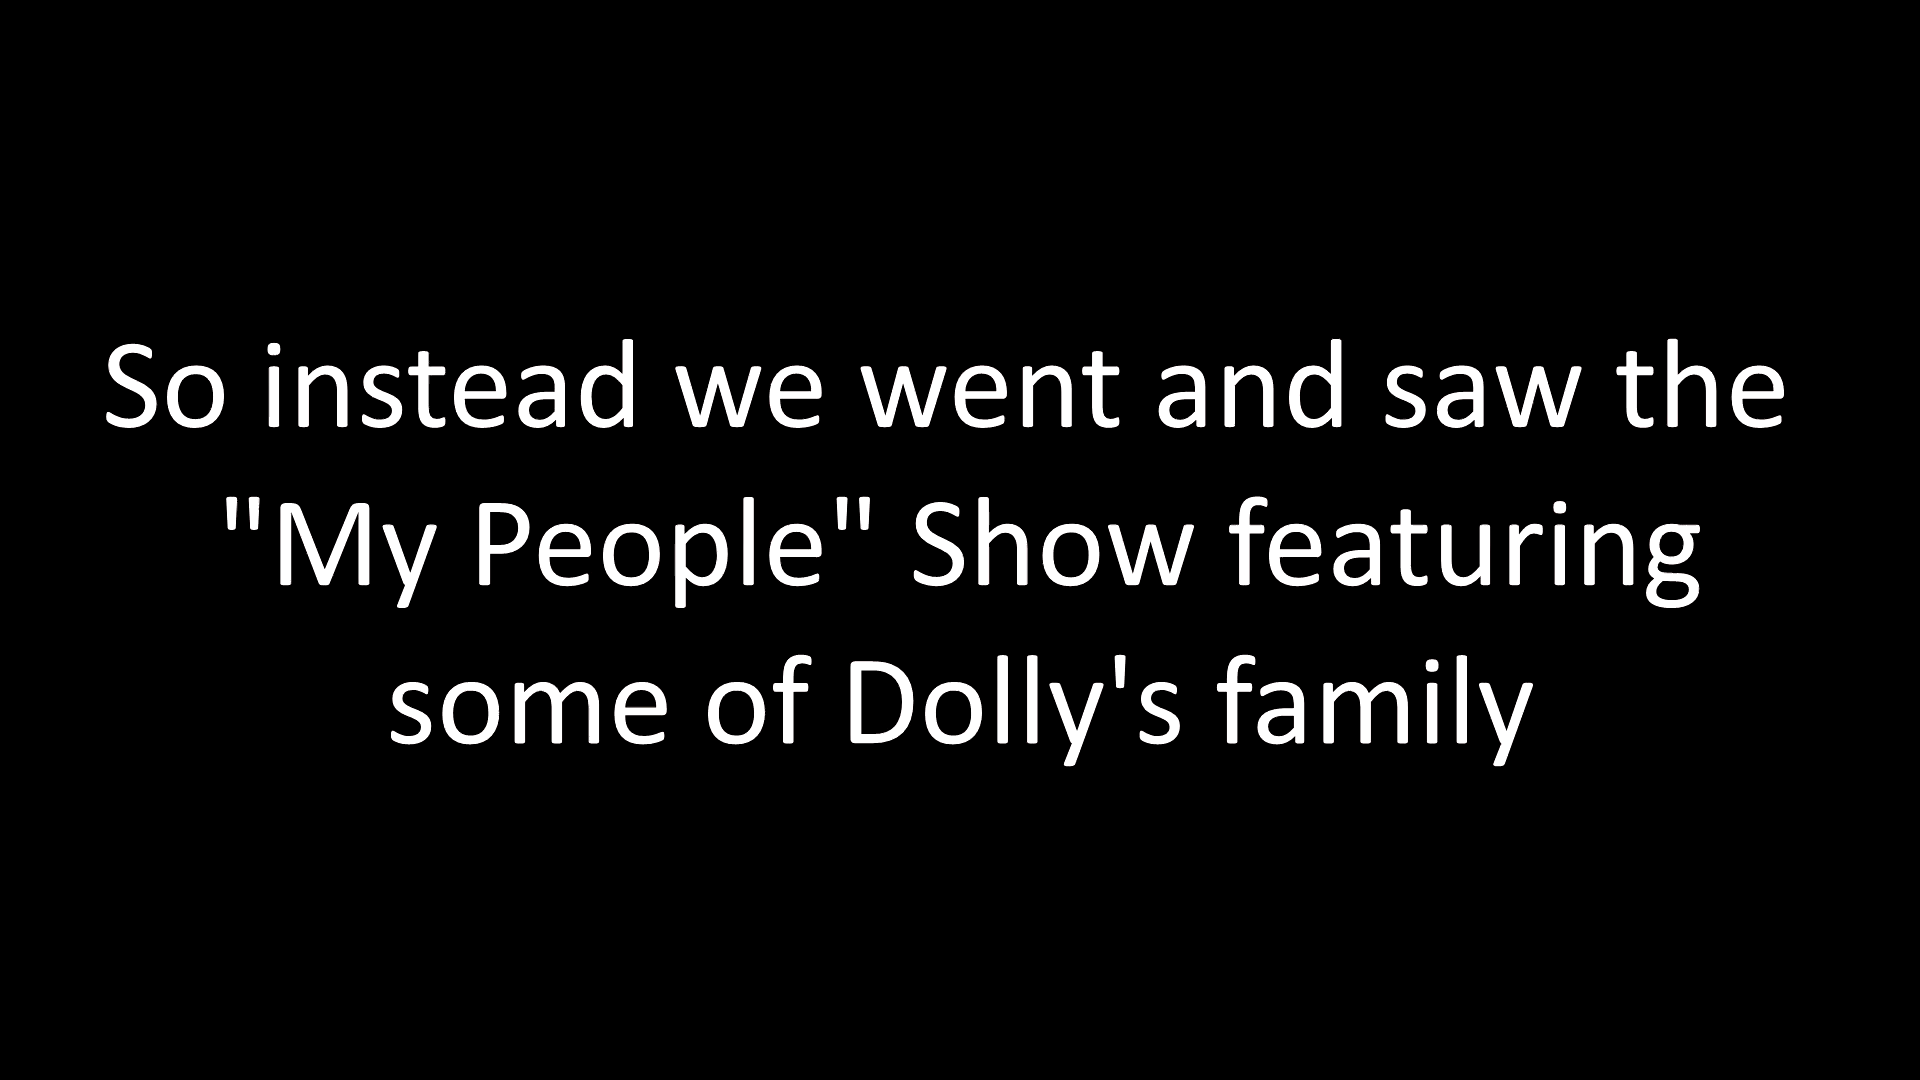 So instead we went and saw the
"My People" Show featuring
some of Dolly's family